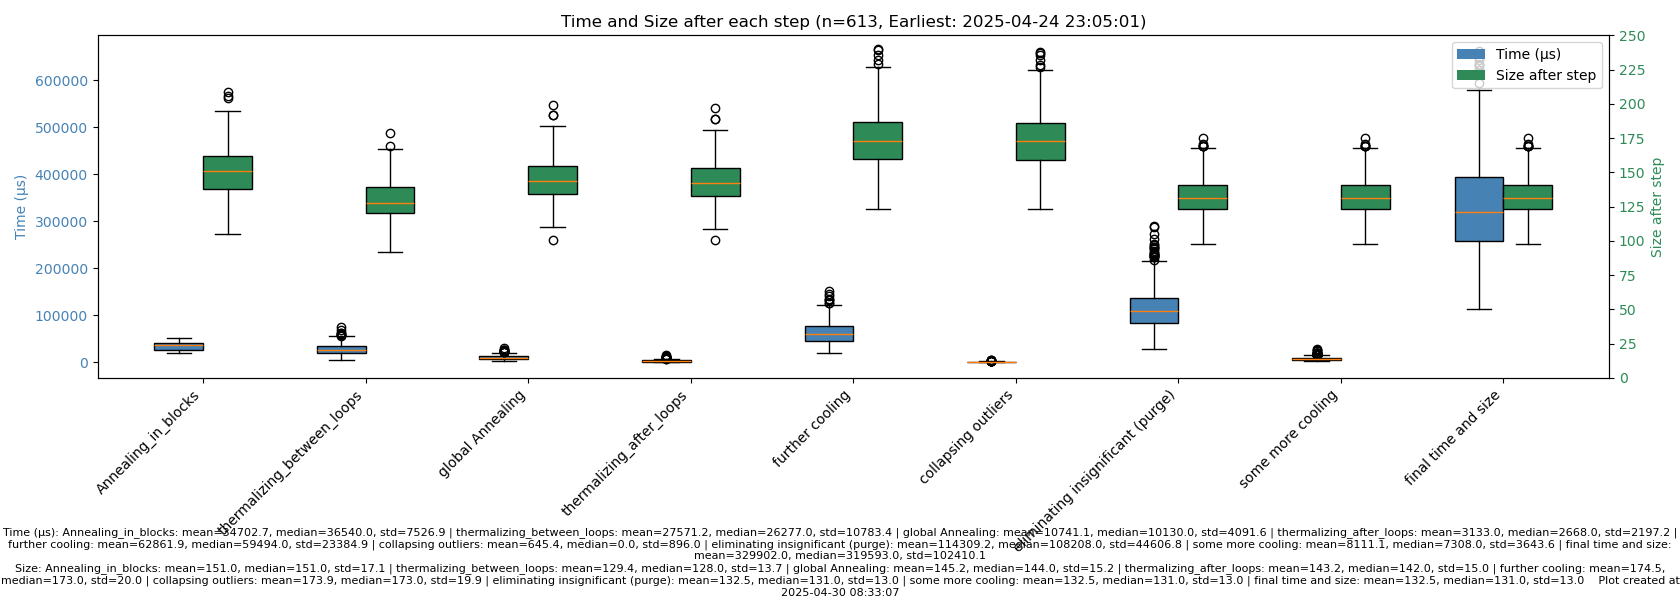 Time and Size after each step (n=613, Earliest: 2025-04-24 23:05:01)
Time (µs)
Size after step
600000
500000
400000
300000
200000
100000
0
Time (µs)
250
225
200
175
150
125
100
75
50
25
0
Size after step
Annealing_in_blocks
thermalizing_between_loops
global Annealing
thermalizing_after_loops
further cooling
collapsing outliers
eliminating insignificant (purge)
some more cooling
final time and size
Time (µs): Annealing_in_blocks: mean=34702.7, median=36540.0, std=7526.9 | thermalizing_between_loops: mean=27571.2, median=26277.0, std=10783.4 | global Annealing: mean=10741.1, median=10130.0, std=4091.6 | thermalizing_after_loops: mean=3133.0, median=2668.0, std=2197.2 |
further cooling: mean=62861.9, median=59494.0, std=23384.9 | collapsing outliers: mean=645.4, median=0.0, std=896.0 | eliminating insignificant (purge): mean=114309.2, median=108208.0, std=44606.8 | some more cooling: mean=8111.1, median=7308.0, std=3643.6 | final time and size:
mean=329902.0, median=319593.0, std=102410.1
Size: Annealing_in_blocks: mean=151.0, median=151.0, std=17.1 | thermalizing_between_loops: mean=129.4, median=128.0, std=13.7 | global Annealing: mean=145.2, median=144.0, std=15.2 | thermalizing_after_loops: mean=143.2, median=142.0, std=15.0 | further cooling: mean=174.5,
median=173.0, std=20.0 | collapsing outliers: mean=173.9, median=173.0, std=19.9 | eliminating insignificant (purge): mean=132.5, median=131.0, std=13.0 | some more cooling: mean=132.5, median=131.0, std=13.0 | final time and size: mean=132.5, median=131.0, std=13.0    Plot created at
2025-04-30 08:33:07